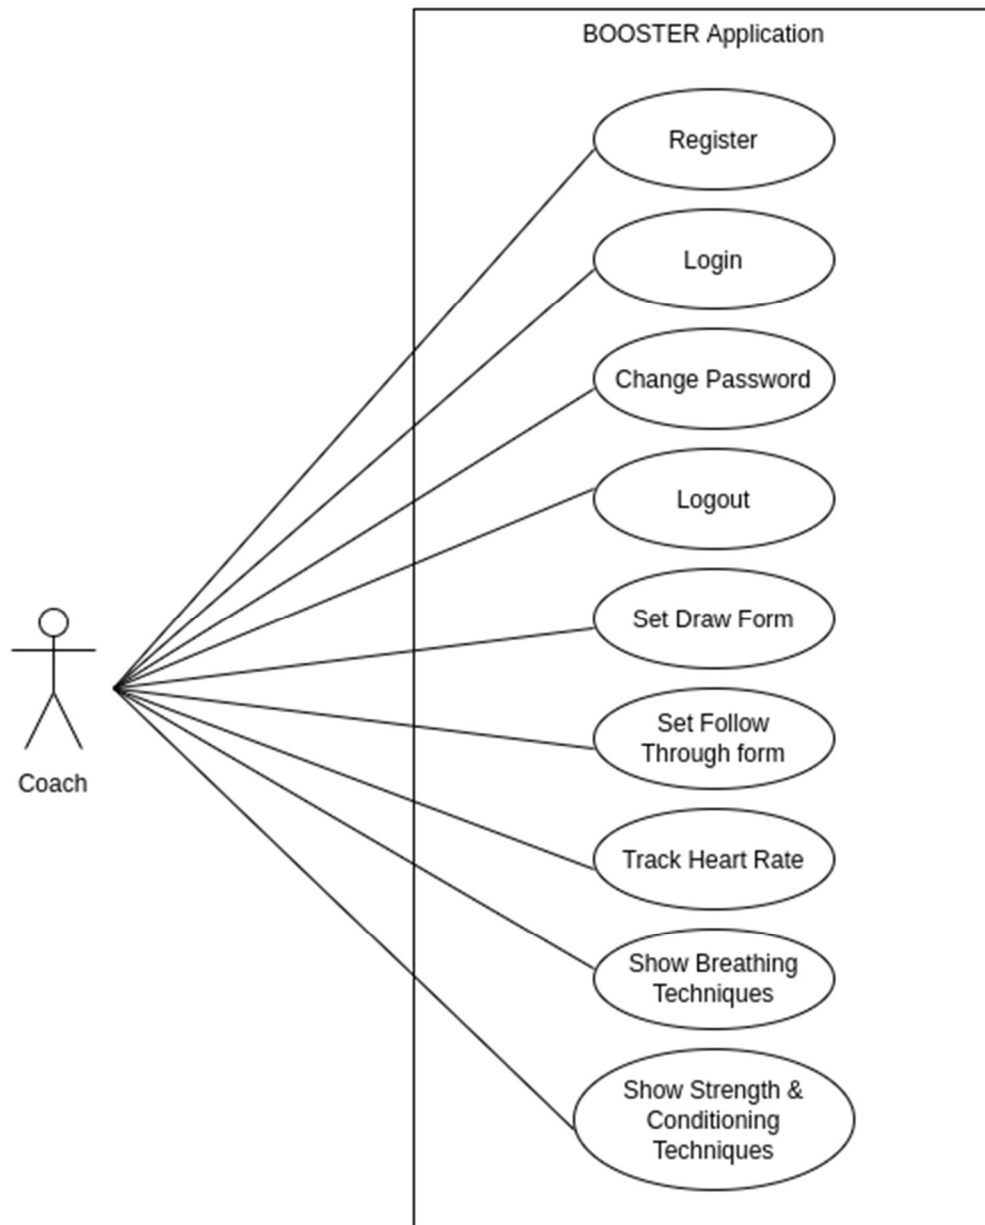 BOOSTER Application
Register
Login
Change Password
Logout
Set Draw Form
Set Follow
Through form
Track Heart Rate
Show Breathing
Techniques
Show Strength &
Conditioning
Techniques
Coach